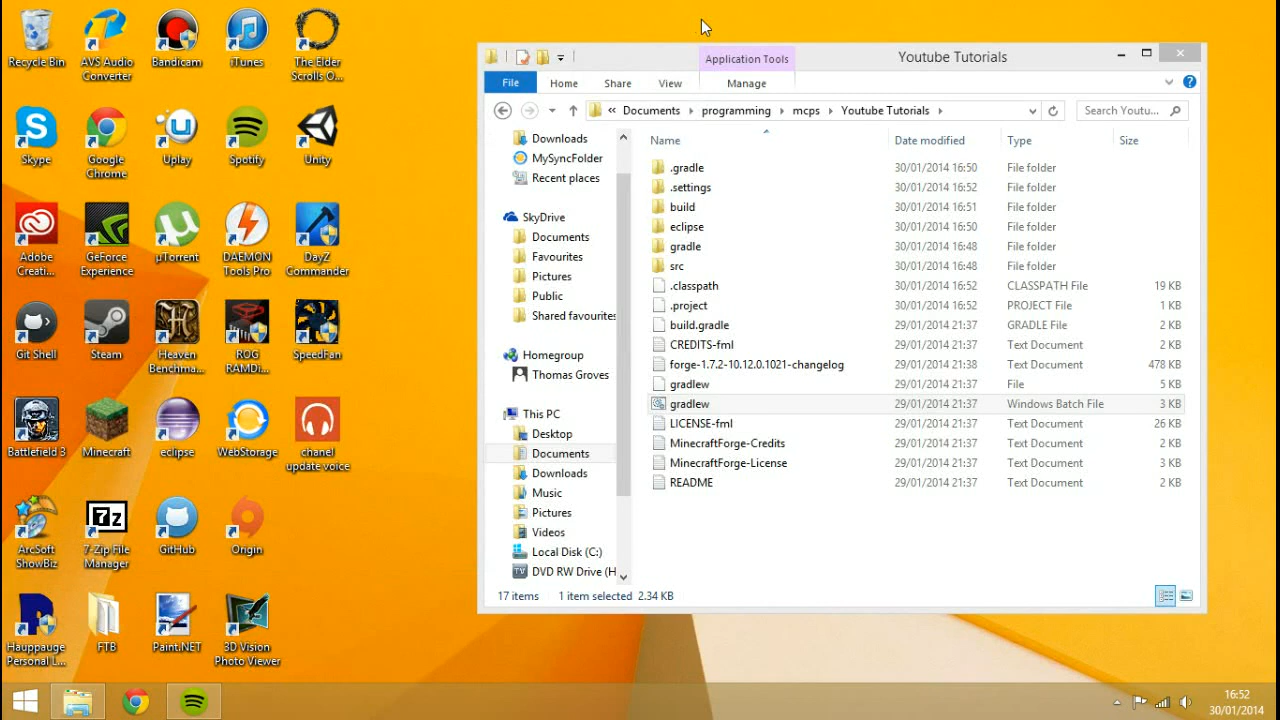 Recycle Bin
AVS Audio Converter
Bandicam
iTunes
The Elder Scrolls O...
Skype
Google Chrome
Uplay
Spotify
Unity
Adobe Creati...
GeForce Experience
µTorrent
DAEMON Tools Pro
DayZ Commander
Git Shell
Steam
Heaven Benchma...
ROG RAMDi...
SpeedFan
Battlefield 3
Minecraft
eclipse
WebStorage
chanel update voice
ArcSoft ShowBiz
7-Zip File Manager
GitHub
Origin
Hauppauge Personal L...
FTB
Paint.NET
3D Vision Photo Viewer
Application Tools
Youtube Tutorials
File Home Share View Manage
« Documents programming mcps Youtube Tutorials
Search Youtu...
Downloads
MySyncFolder
Recent places
SkyDrive
Documents
Favourites
Pictures
Public
Shared favourites
Homegroup
Thomas Groves
This PC
Desktop
Documents
Downloads
Music
Pictures
Videos
Local Disk (C:)
DVD RW Drive (H
Name Date modified Type Size
.gradle 30/01/2014 16:50 File folder
.settings 30/01/2014 16:52 File folder
build 30/01/2014 16:51 File folder
eclipse 30/01/2014 16:50 File folder
gradle 30/01/2014 16:48 File folder
src 30/01/2014 16:48 File folder
.classpath 30/01/2014 16:52 CLASSPATH File 19 KB
.project 30/01/2014 16:52 PROJECT File 1 KB
build.gradle 29/01/2014 21:37 GRADLE File 2 KB
CREDITS-fml 29/01/2014 21:37 Text Document 2 KB
forge-1.7.2-10.12.0.1021-changelog 29/01/2014 21:38 Text Document 478 KB
gradlew 29/01/2014 21:37 File 5 KB
gradlew 29/01/2014 21:37 Windows Batch File 3 KB
LICENSE-fml 29/01/2014 21:37 Text Document 26 KB
MinecraftForge-Credits 29/01/2014 21:37 Text Document 2 KB
MinecraftForge-License 29/01/2014 21:37 Text Document 3 KB
README 29/01/2014 21:37 Text Document 2 KB
17 items 1 item selected 2.34 KB
16:52
30/01/2014